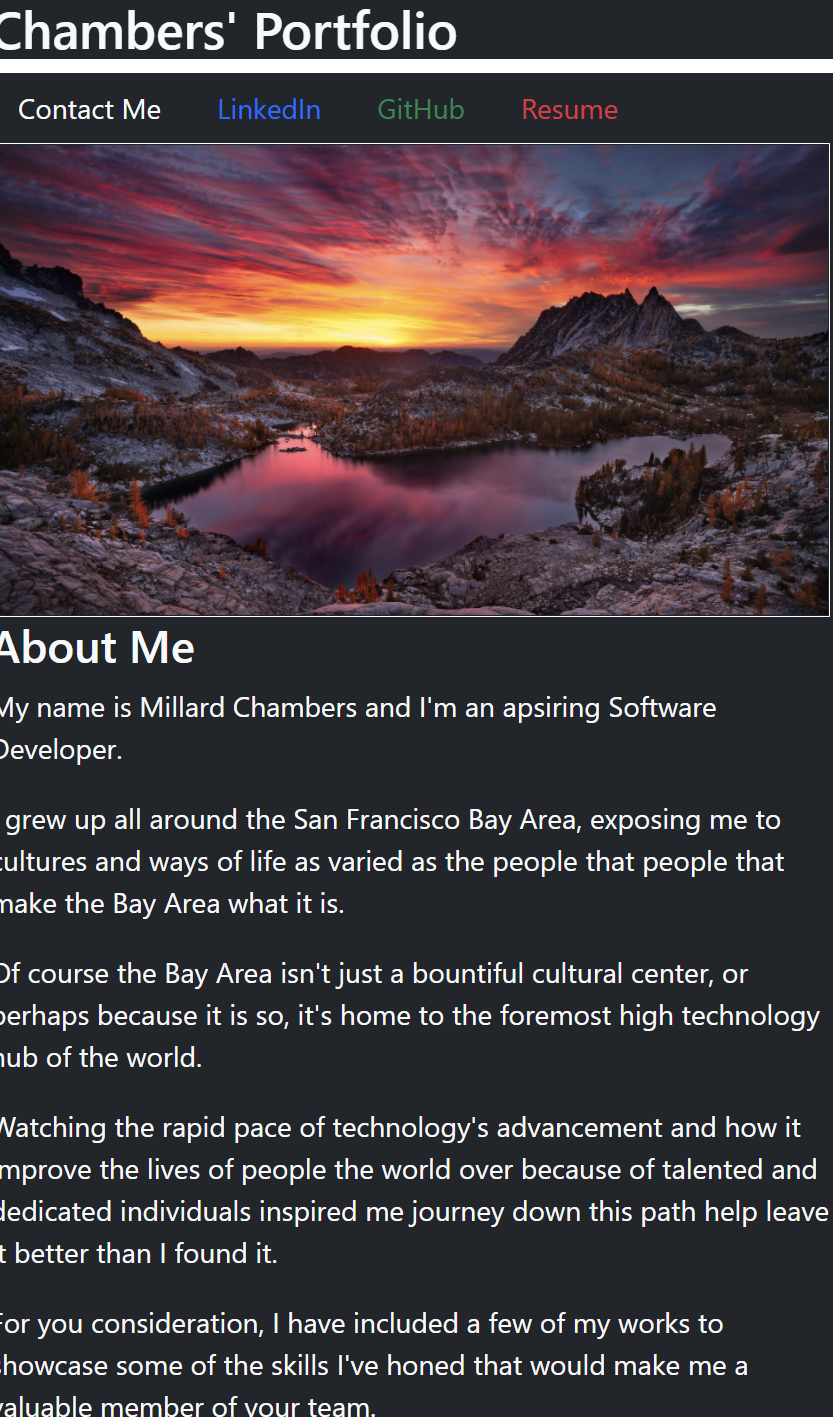 Chambers' Portfolio
Contact Me LinkedIn GitHub Resume
About Me
My name is Millard Chambers and I'm an apsiring Software
Developer.
grew up all around the San Francisco Bay Area, exposing me to
cultures and ways of life as varied as the people that people that
make the Bay Area what it is.
Of course the Bay Area isn't just a bountiful cultural center, or
perhaps because it is so, it's home to the foremost high technology
hub of the world.
Watching the rapid pace of technology's advancement and how it
improve the lives of people the world over because of talented and
dedicated individuals inspired me journey down this path help leave
it better than I found it.
For you consideration, I have included a few of my works to
showcase some of the skills I've honed that would make me a
valuable member of your team.